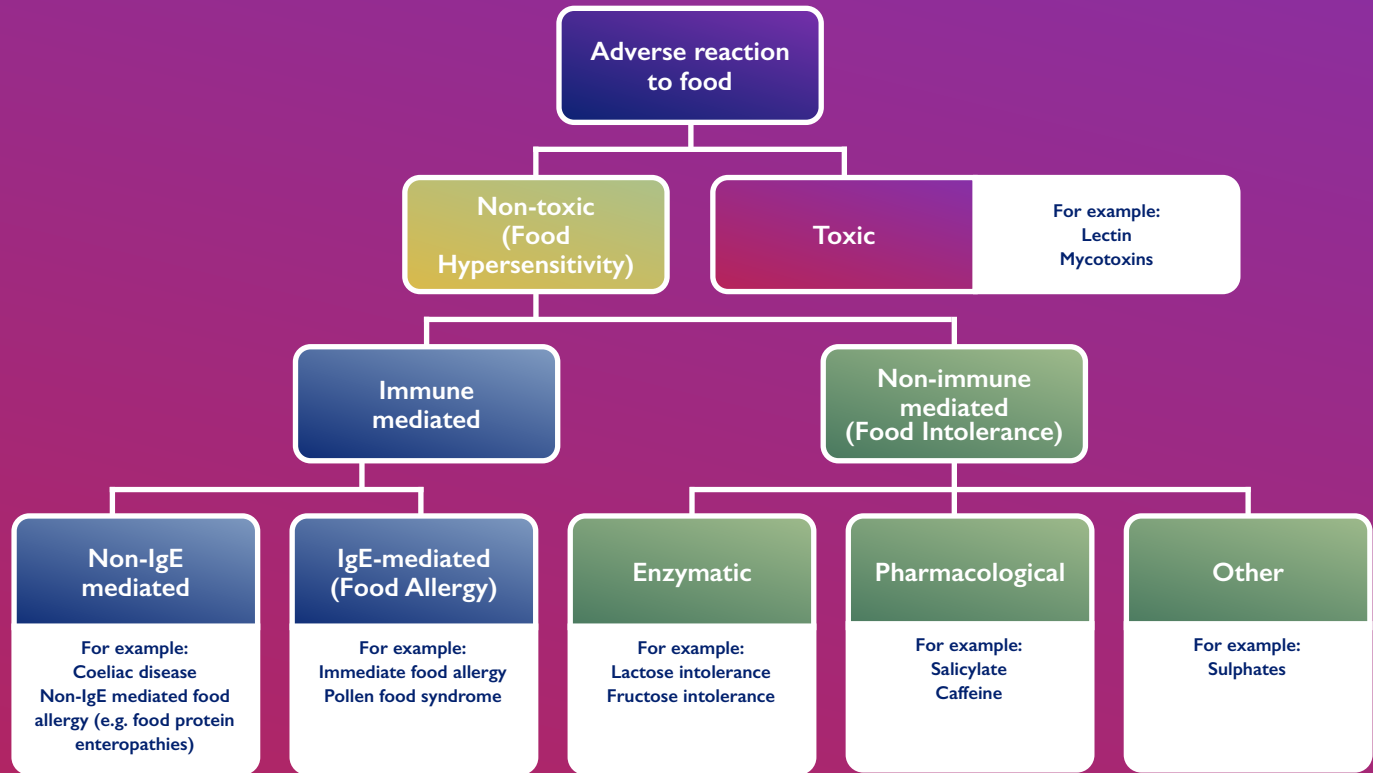 Adverse reaction
to food
Non-toxic
(Food
Hypersensitivity)
Toxic
For example:
Lectin
Mycotoxins
Immune
mediated
Non-immune
mediated
(Food Intolerance)
Non-IgE
mediated
For example:
Coeliac disease
Non-IgE mediated food
allergy (e.g. food protein
enteropathies)
IgE-mediated
(Food Allergy)
For example:
Immediate food allergy
Pollen food syndrome
Enzymatic
For example:
Lactose intolerance
Fructose intolerance
Pharmacological
For example:
Salicylate
Caffeine
Other
For example:
Sulphates